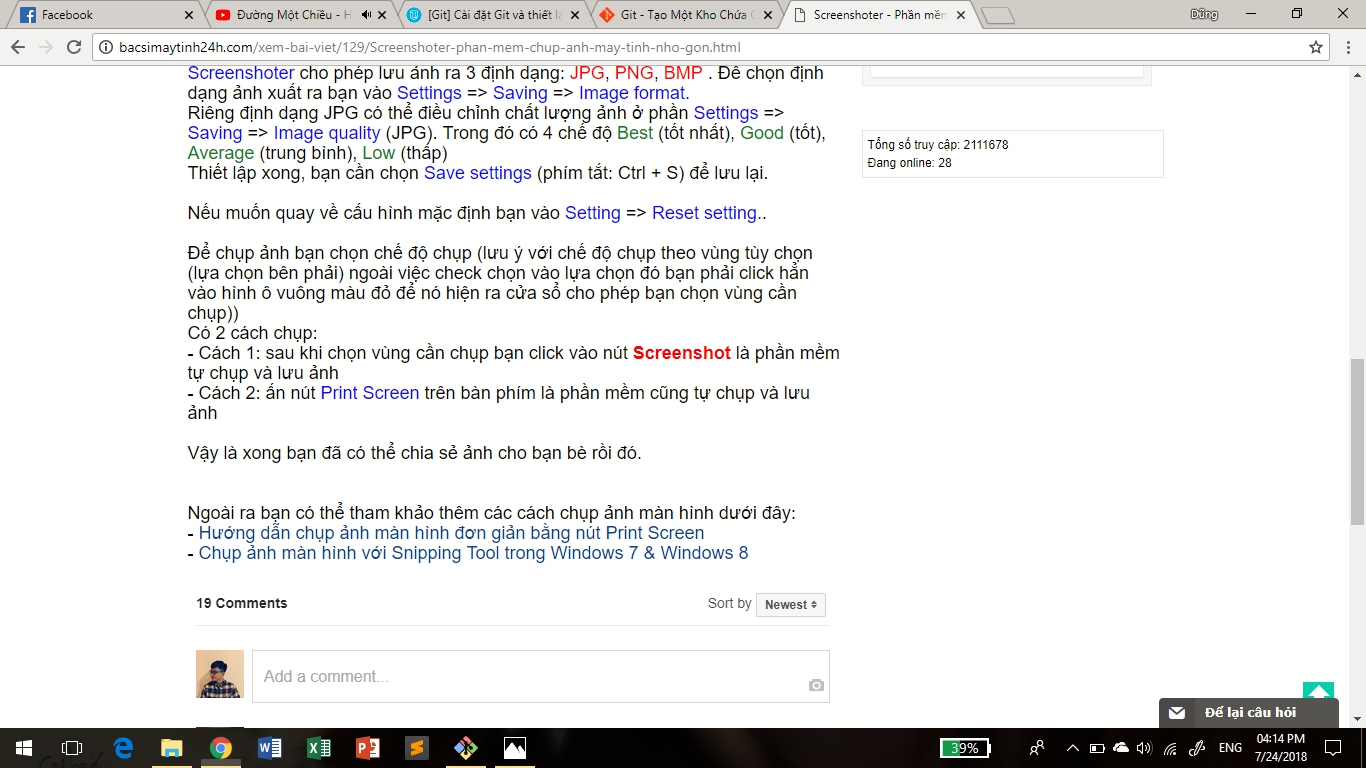 Facebook
Đường Một Chiều - H
[Git] Cài đặt Git và thiết lậ
Git - Tạo Một Kho Chứa G
Screenshoter - Phần mềm
Dũng
bacsimaytinh24h.com/xem-bai-viet/129/Screenshoter-phan-mem-chup-anh-may-tinh-nho-gon.html
Screenshoter cho phép lưu ảnh ra 3 định dạng: JPG, PNG, BMP . Để chọn định
dạng ảnh xuất ra bạn vào Settings => Saving => Image format.
Riêng định dạng JPG có thể điều chỉnh chất lượng ảnh ở phần Settings =>
Saving => Image quality (JPG). Trong đó có 4 chế độ Best (tốt nhất), Good (tốt),
Average (trung bình), Low (thấp)
Thiết lập xong, bạn cần chọn Save settings (phím tắt: Ctrl + S) để lưu lại.
Nếu muốn quay về cấu hình mặc định bạn vào Setting => Reset setting..
Để chụp ảnh bạn chọn chế độ chụp (lưu ý với chế độ chụp theo vùng tùy chọn
(lựa chọn bên phải) ngoài việc check chọn vào lựa chọn đó bạn phải click hẳn
vào hình ô vuông màu đỏ để nó hiện ra cửa sổ cho phép bạn chọn vùng cần
chụp))
Có 2 cách chụp:
- Cách 1: sau khi chọn vùng cần chụp bạn click vào nút Screenshot là phần mềm
tự chụp và lưu ảnh
- Cách 2: ấn nút Print Screen trên bàn phím là phần mềm cũng tự chụp và lưu
ảnh
Vậy là xong bạn đã có thể chia sẻ ảnh cho bạn bè rồi đó.
Ngoài ra bạn có thể tham khảo thêm các cách chụp ảnh màn hình dưới đây:
- Hướng dẫn chụp ảnh màn hình đơn giản bằng nút Print Screen
- Chụp ảnh màn hình với Snipping Tool trong Windows 7 & Windows 8
Tổng số truy cập: 2111678
Đang online: 28
19 Comments
Sort by Newest
Add a comment...
Để lại câu hỏi
39%
ENG
04:14 PM
7/24/2018